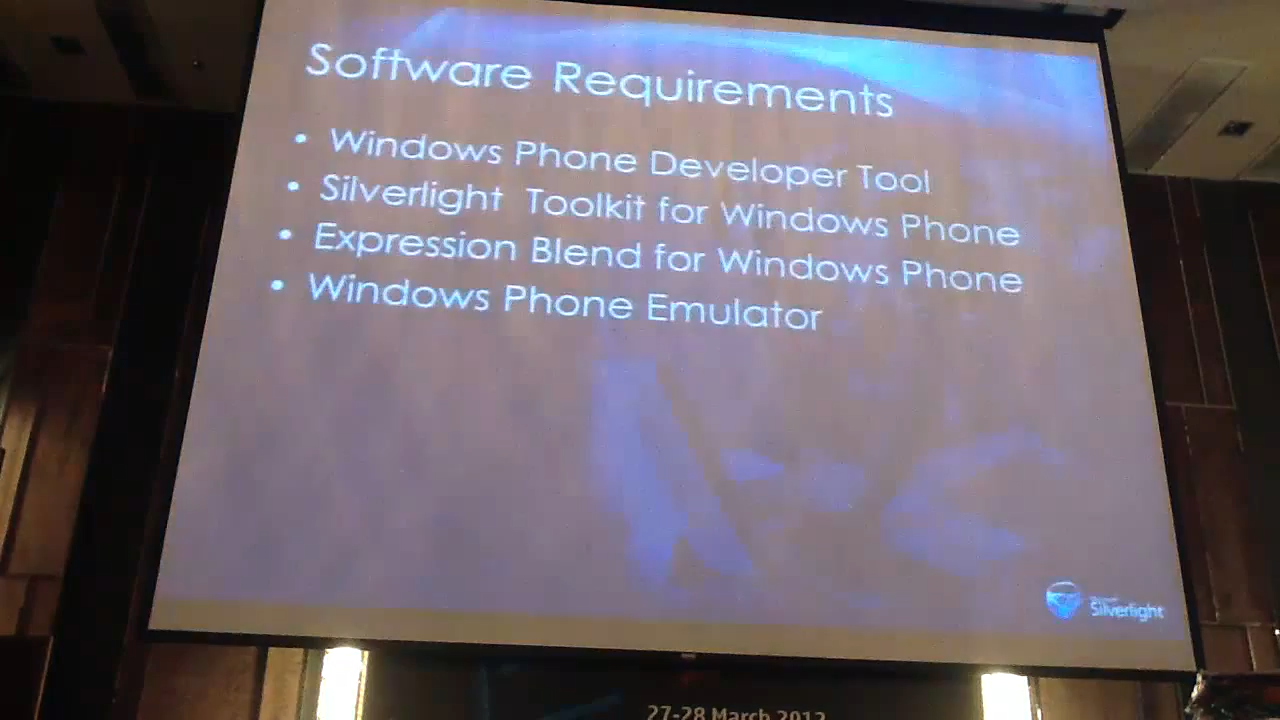 Software Requirements
• Windows Phone Developer Tool
• Silverlight Toolkit for Windows Phone
• Expression Blend for Windows Phone
• Windows Phone Emulator
Silverlight
27-28 March 2012